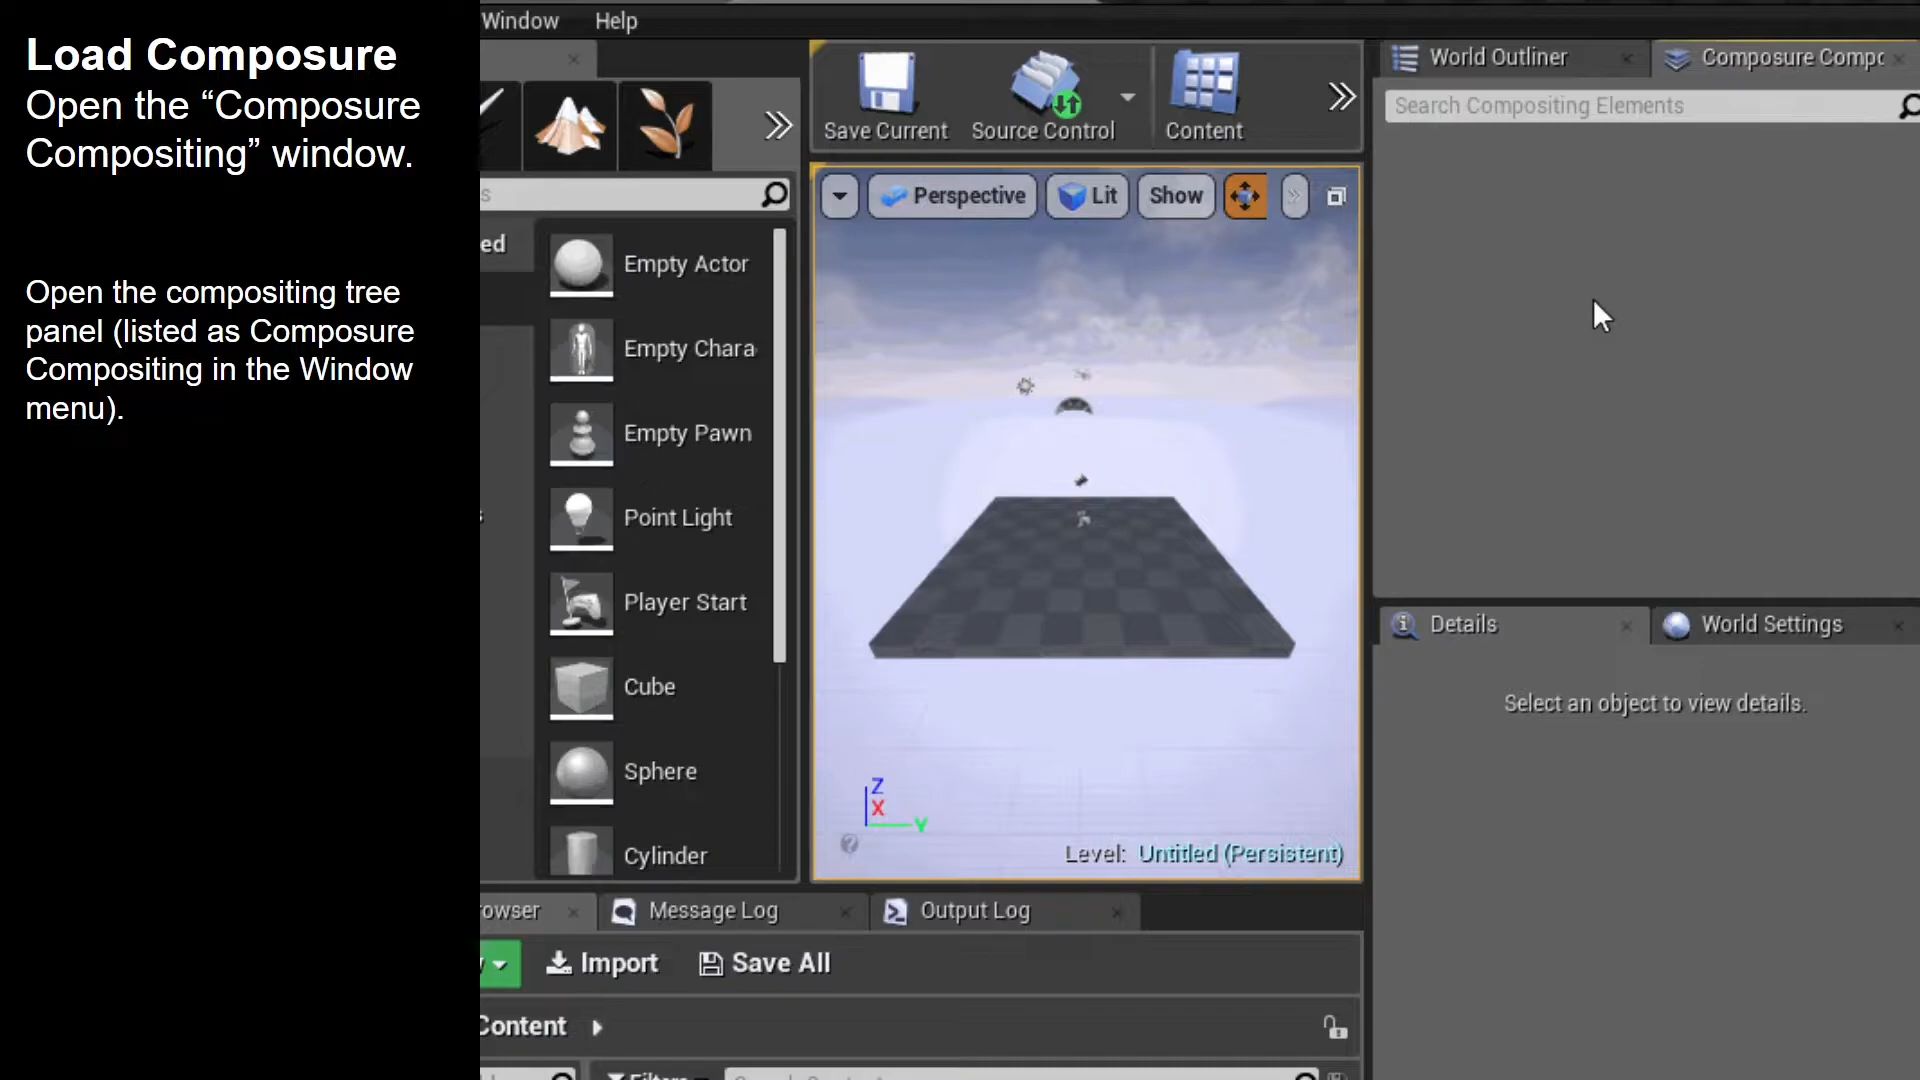 Load Composure
Open the “Composure
Compositing” window.
Open the compositing tree
panel (listed as Composure
Compositing in the Window
menu).
Window Help
Save Current
Source Control
Content
World Outliner
Composure Compo
Search Compositing Elements
Perspective
Lit
Show
s
ed
Empty Actor
Empty Chara
Empty Pawn
Point Light
Player Start
Cube
Sphere
Cylinder
Z
X
Y
Level: Untitled (Persistent)
Details
World Settings
Select an object to view details.
owser
Message Log
Output Log
Import
Save All
Content
Filters